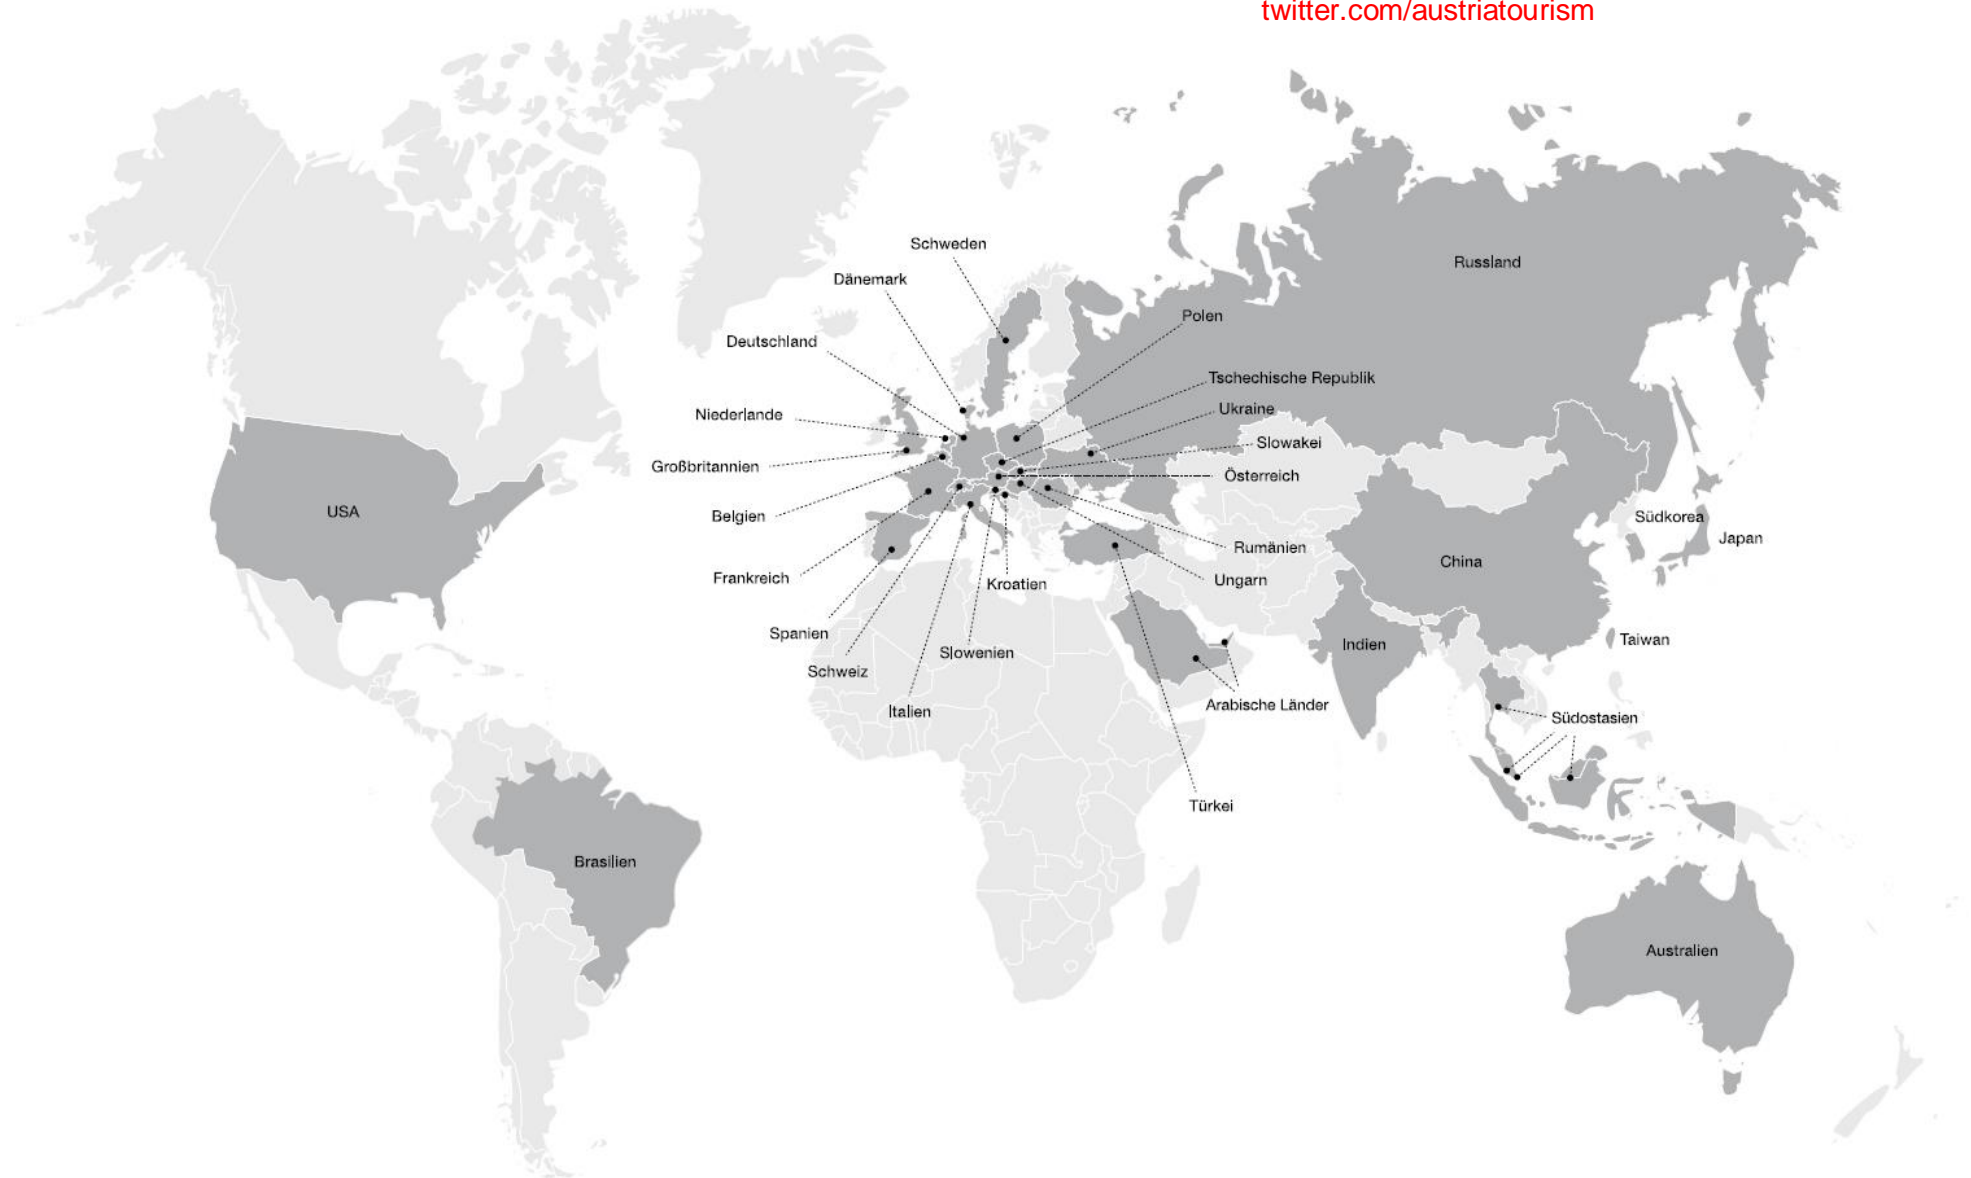 twitter.com/austriatourism
Schweden
Russland
Dänemark
Polen
Deutschland
Tschechische Republik
Niederlande
Ukraine
Slowakei
Großbritannien
Österreich
USA
Belgien
Südkorea
Japan
Rumänien
China
Frankreich
Kroatien
Ungarn
Spanien
Taiwan
Indien
Slowenien
Schweiz
Arabische Länder
Italien
Südostasien
Türkei
Brasilien
Australien